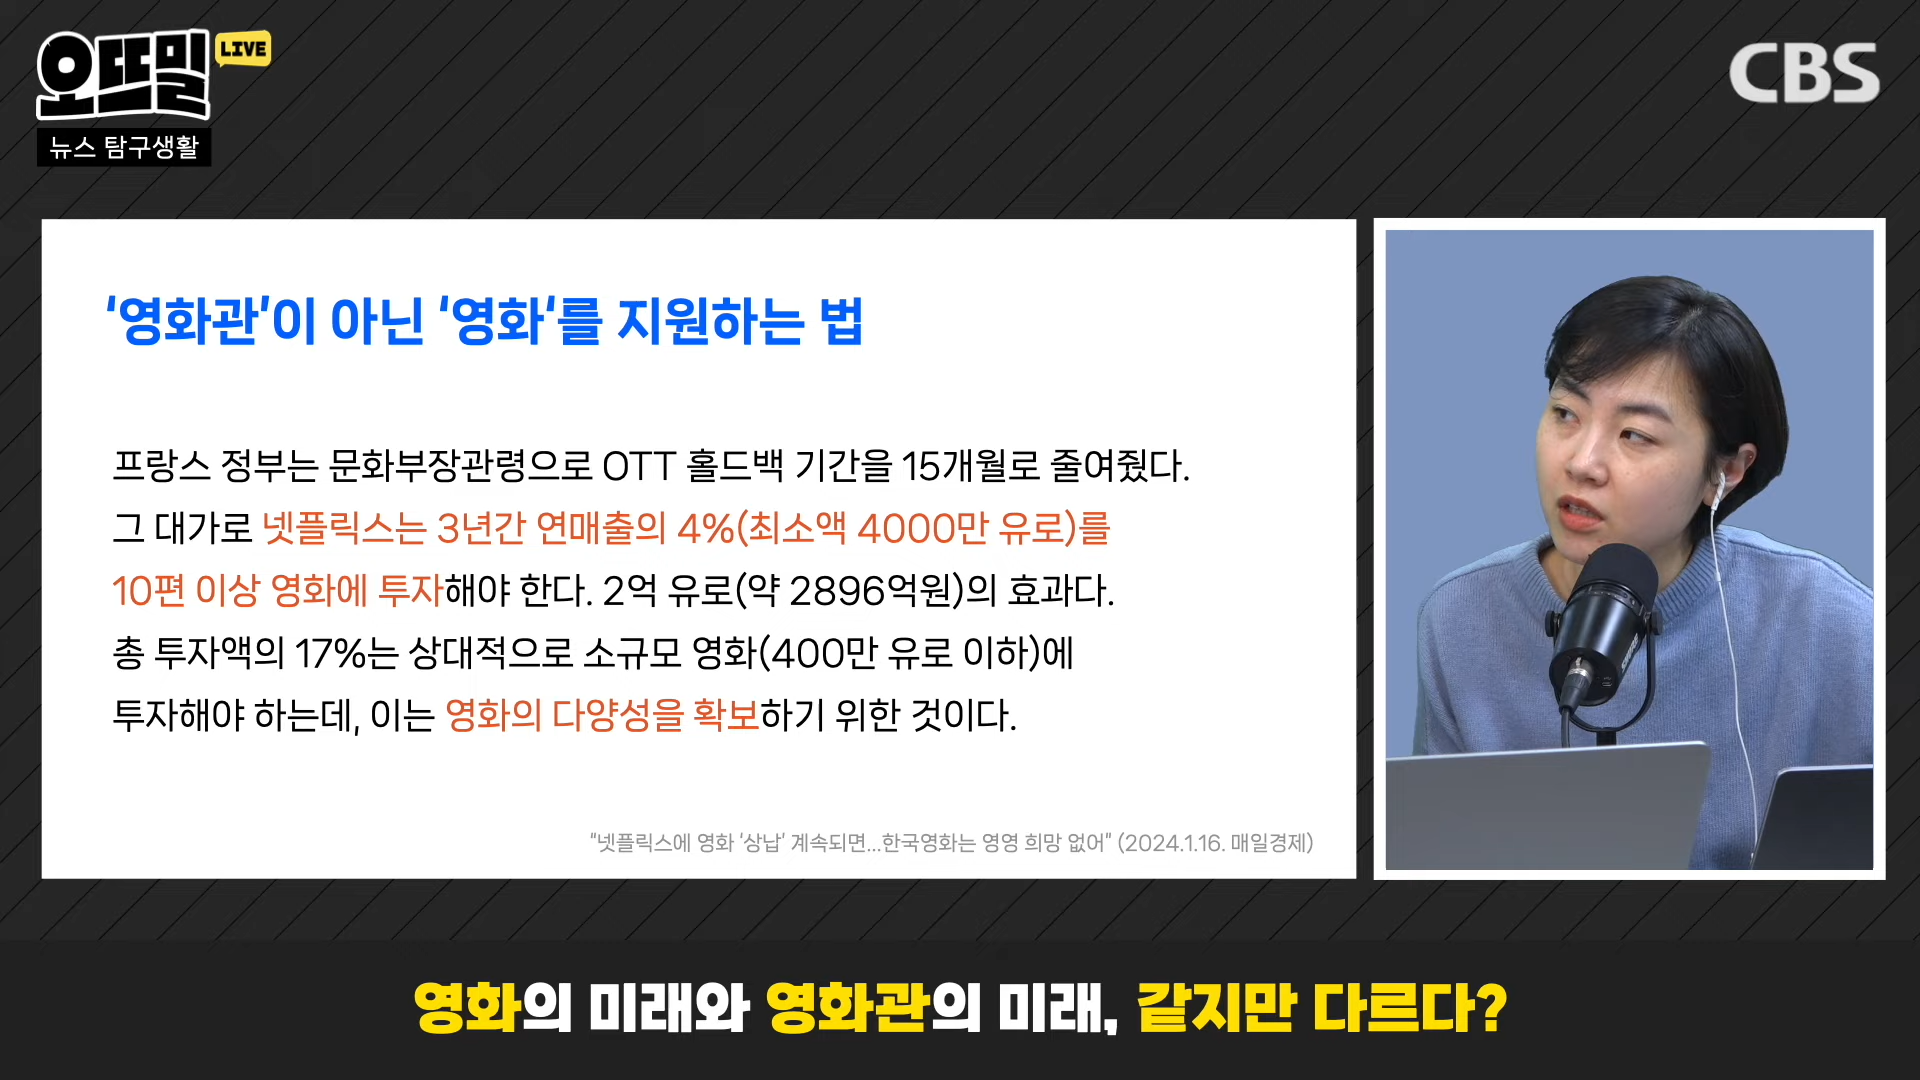 오뜨밀 LIVE
뉴스 탐구생활
CBS
‘영화관’이 아닌 ‘영화‘를 지원하는 법
프랑스 정부는 문화부장관령으로 OTT 홀드백 기간을 15개월로 줄여줬다.
그 대가로 넷플릭스는 3년간 연매출의 4%(최소액 4000만 유로)를
10편 이상 영화에 투자해야 한다. 2억 유로(약 2896억원)의 효과다.
총 투자액의 17%는 상대적으로 소규모 영화(400만 유로 이하)에
투자해야 하는데, 이는 영화의 다양성을 확보하기 위한 것이다.
"넷플릭스에 영화 ‘상납’ 계속되면...한국영화는 영영 희망 없어" (2024.1.16. 매일경제)
영화의 미래와 영화관의 미래, 같지만 다르다?